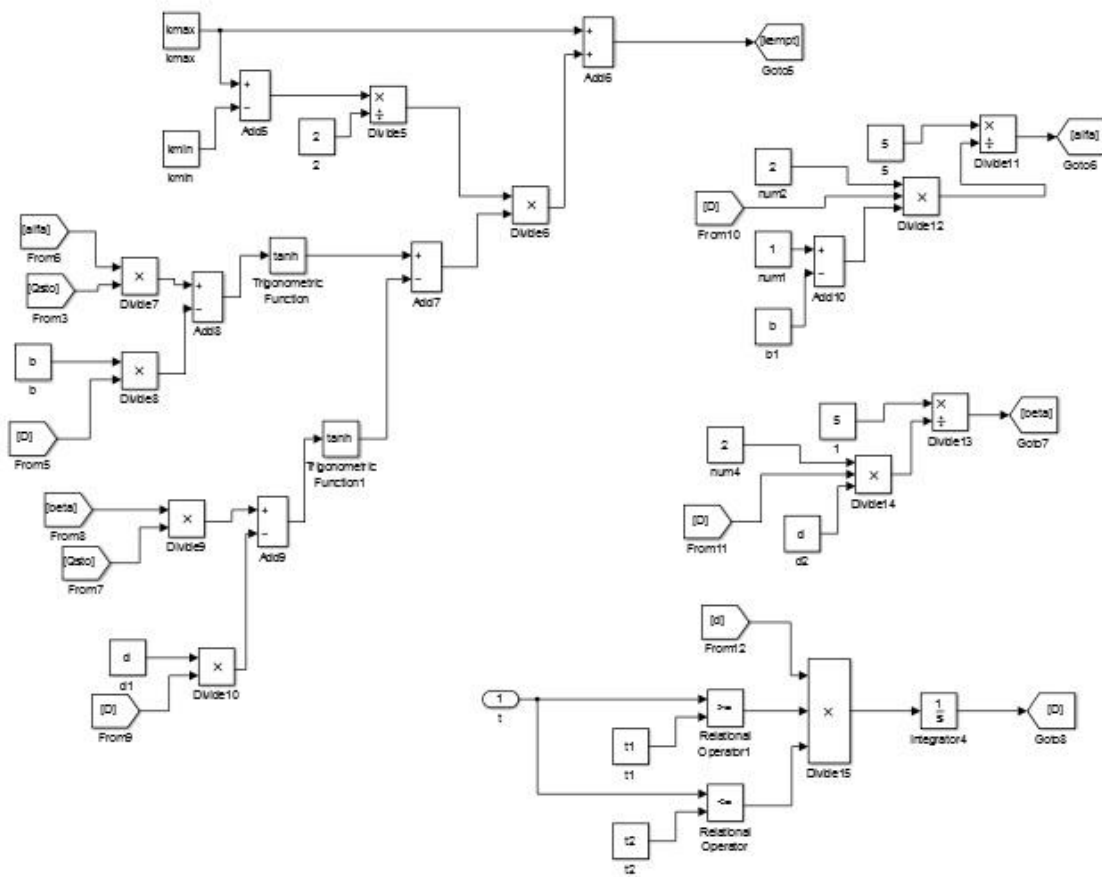 kmax
kmax
+
−
Add5
kmin
kmin
2
2
×
÷
Divide5
+
+
Add6
[kempt]
Goto5
×
Divide6
[alfa]
From6
[Qsto]
From3
×
Divide7
+
−
Add8
tanh
Trigonometric
Function
+
−
Add7
b
b
×
Divide8
[D]
From5
tanh
Trigonometric
Function1
[beta]
From8
[Qsto]
From7
×
Divide9
+
−
Add9
d
d1
×
Divide10
[D]
From9
5
5
×
÷
Divide11
[alfa]
Goto6
2
num2
[D]
From10
×
Divide12
1
num1
+
−
Add10
b
b1
5
1
×
÷
Divide13
[beta]
Goto7
2
num4
×
Divide14
[D]
From11
d
d2
[d]
From12
1
t
>=
Relational
Operator1
t1
t1
<=
Relational
Operator
t2
t2
×
Divide15
1
s
Integrator4
[D]
Goto8